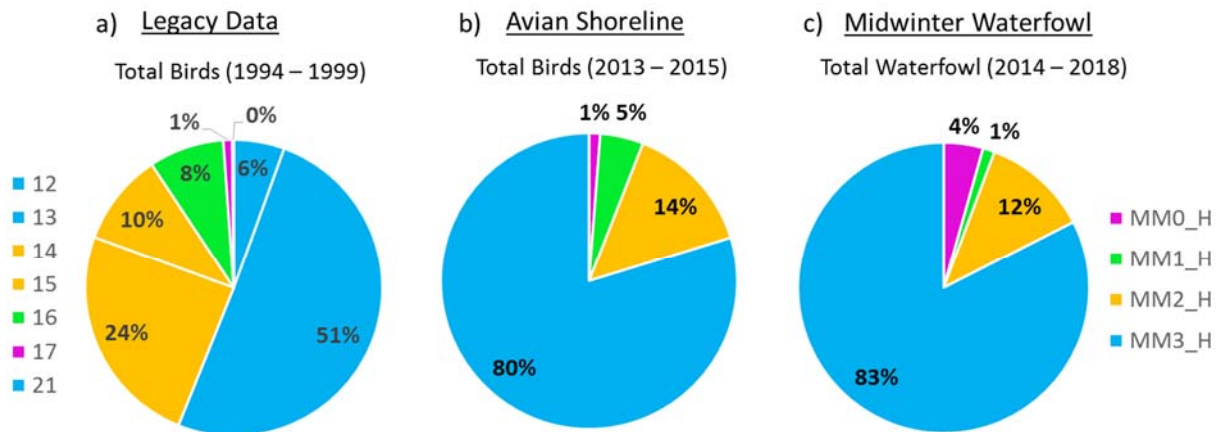 a) Legacy Data
Total Birds (1994 – 1999)
12
13
14
15
16
17
21
1%
0%
6%
8%
10%
24%
51%
b) Avian Shoreline
Total Birds (2013 – 2015)
1% 5%
14%
80%
c) Midwinter Waterfowl
Total Waterfowl (2014 – 2018)
4%
1%
12%
83%
MM0_H
MM1_H
MM2_H
MM3_H